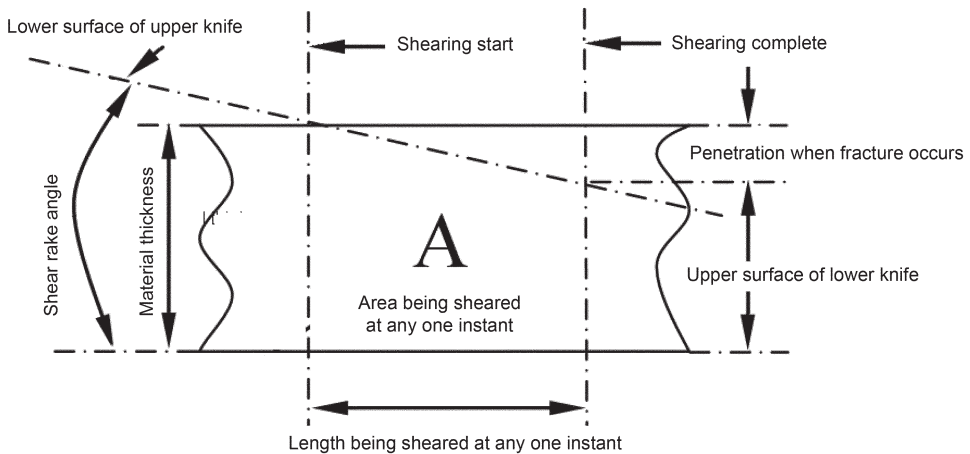 Lower surface of upper knife
Shearing start
Shearing complete
Penetration when fracture occurs
Shear rake angle
Material thickness
A
Area being sheared
at any one instant
Upper surface of lower knife
Length being sheared at any one instant